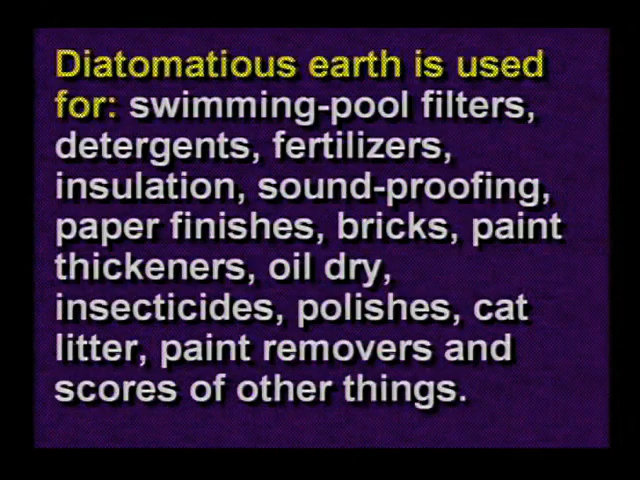 Diatomatious earth is used
for: swimming-pool filters,
detergents, fertilizers,
insulation, sound-proofing,
paper finishes, bricks, paint
thickeners, oil dry,
insecticides, polishes, cat
litter, paint removers and
scores of other things.